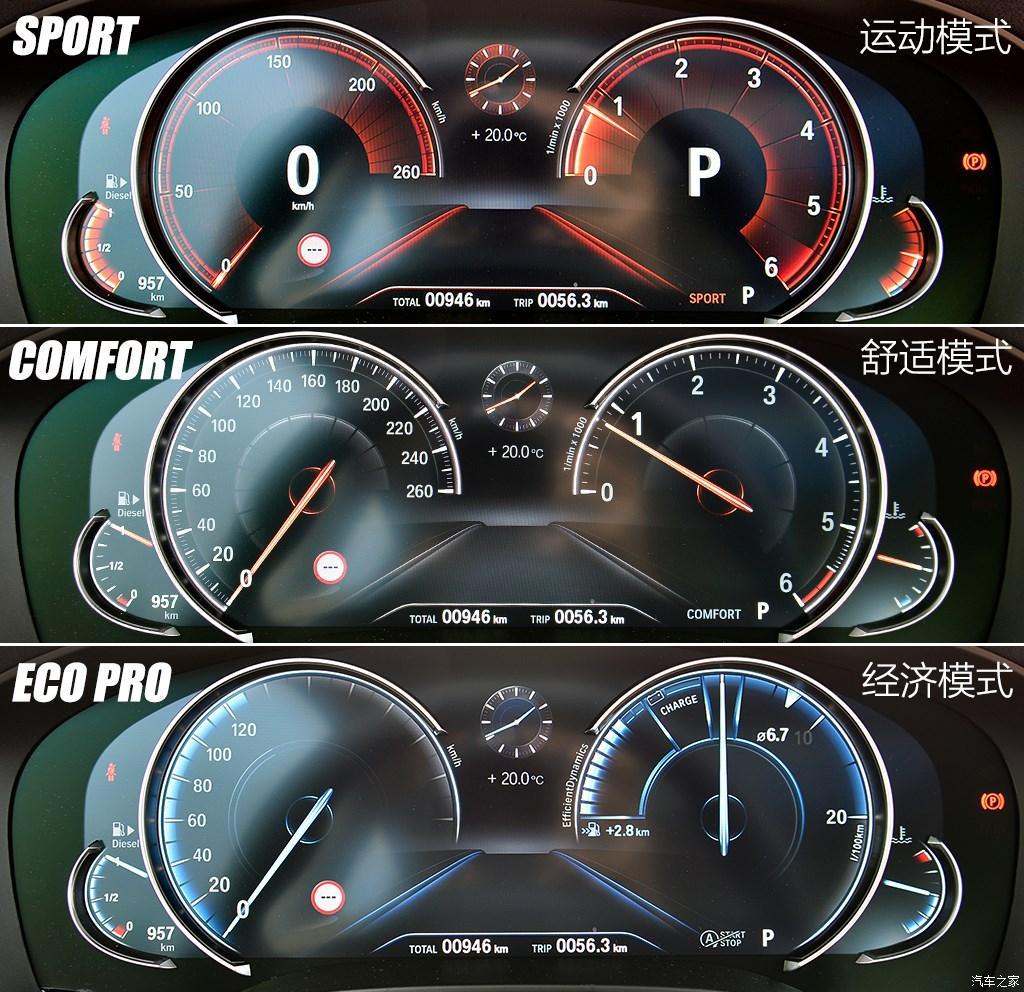 SPORT
运动模式
150
100
200
50
260
0
0
km/h
km/h
+ 20.0°C
1/min x 1000
0
1
2
3
4
5
6
P
Diesel
1
1/2
0
957
km
---
TOTAL 00946 km TRIP 0056.3 km
SPORT P
(P)
COMFORT
舒适模式
0
20
40
60
80
100
120
140
160
180
200
220
240
260
km/h
+ 20.0°C
1/min x 1000
0
1
2
3
4
5
6
Diesel
1/2
0
957
km
---
TOTAL 00946 km TRIP 0056.3 km
COMFORT P
(P)
ECO PRO
经济模式
0
20
40
60
80
100
120
km/h
+ 20.0°C
EfficientDynamics
CHARGE
ø6.7 10
20
l/100km
+2.8 km
Diesel
1/2
0
957
km
---
TOTAL 00946 km TRIP 0056.3 km
A START
STOP
P
(P)
汽车之家